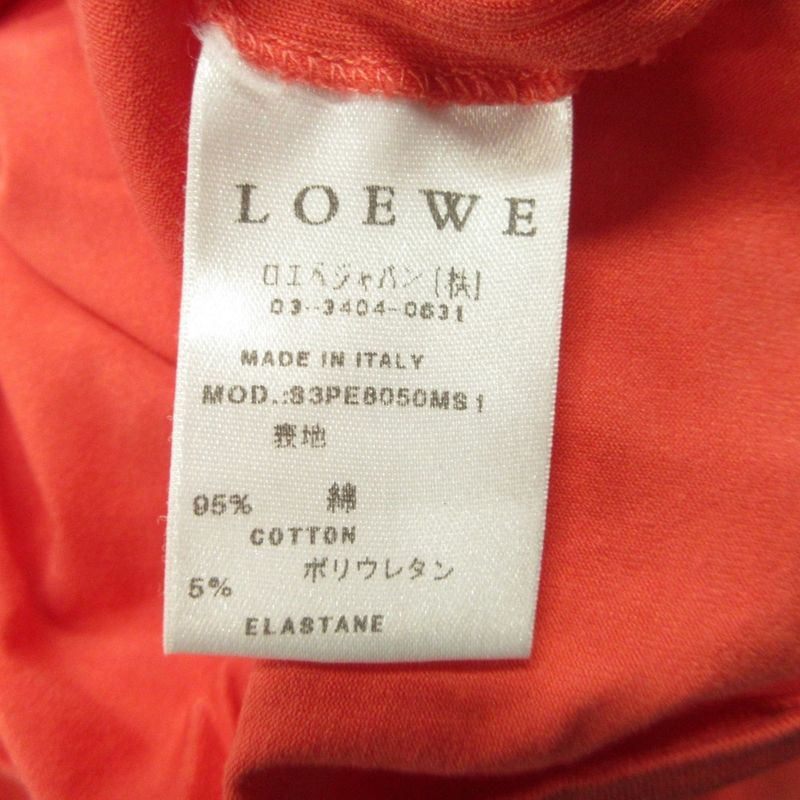 LOEWE
ロエベジャパン(株)
03-3404-0631
MADE IN ITALY
MOD.:S3PE8050MS1
表地
95% 綿
COTTON
5% ポリウレタン
ELASTANE